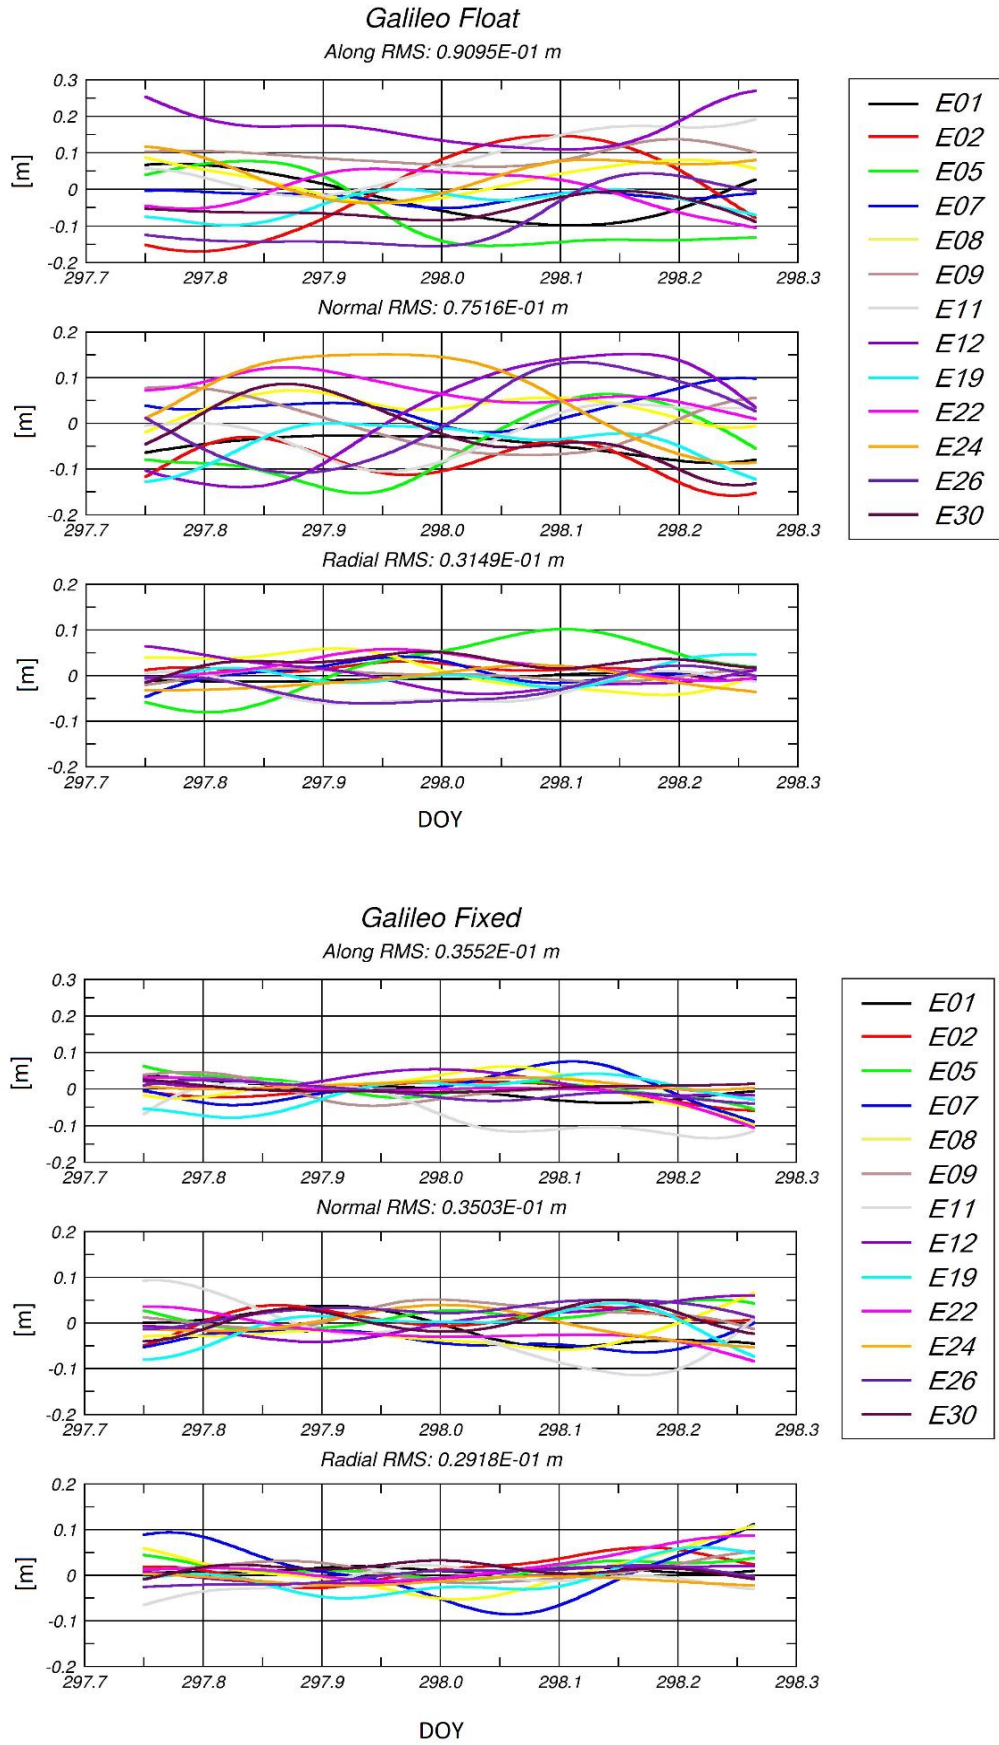 Galileo Float
Along RMS: 0.9095E-01 m
0.3
0.2
0.1
0
-0.1
-0.2
[m]
297.7 297.8 297.9 298.0 298.1 298.2 298.3
Normal RMS: 0.7516E-01 m
0.2
0.1
0
-0.1
-0.2
[m]
297.7 297.8 297.9 298.0 298.1 298.2 298.3
Radial RMS: 0.3149E-01 m
0.2
0.1
0
-0.1
-0.2
[m]
297.7 297.8 297.9 298.0 298.1 298.2 298.3
DOY
E01
E02
E05
E07
E08
E09
E11
E12
E19
E22
E24
E26
E30
Galileo Fixed
Along RMS: 0.3552E-01 m
0.3
0.2
0.1
0
-0.1
-0.2
[m]
297.7 297.8 297.9 298.0 298.1 298.2 298.3
Normal RMS: 0.3503E-01 m
0.2
0.1
0
-0.1
-0.2
[m]
297.7 297.8 297.9 298.0 298.1 298.2 298.3
Radial RMS: 0.2918E-01 m
0.2
0.1
0
-0.1
-0.2
[m]
297.7 297.8 297.9 298.0 298.1 298.2 298.3
DOY
E01
E02
E05
E07
E08
E09
E11
E12
E19
E22
E24
E26
E30